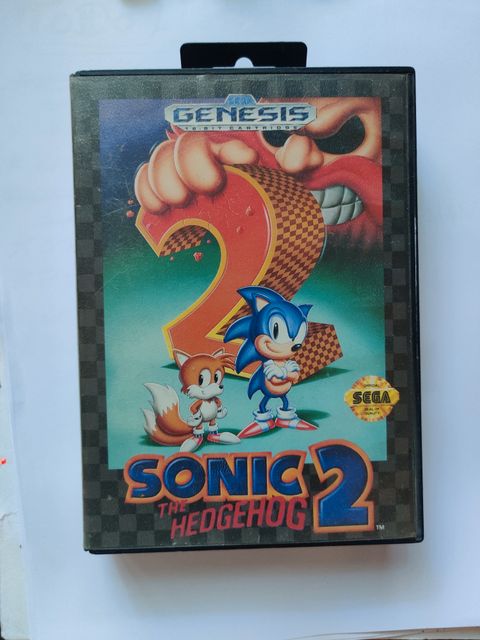 SEGA
GENESIS
16-BIT CARTRIDGE
2
OFFICIAL
SEGA
SEAL OF
QUALITY
SONIC
THE
HEDGEHOG 2
TM